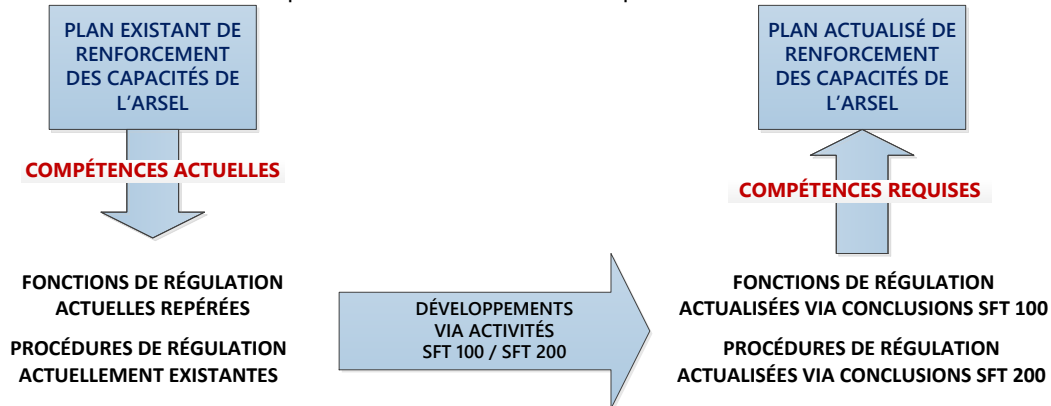 PLAN EXISTANT DE
RENFORCEMENT
DES CAPACITÉS DE
L'ARSEL
COMPÉTENCES ACTUELLES
FONCTIONS DE RÉGULATION
ACTUELLES REPÉRÉES
PROCÉDURES DE RÉGULATION
ACTUELLEMENT EXISTANTES
DÉVELOPPEMENTS
VIA ACTIVITÉS
SFT 100 / SFT 200
PLAN ACTUALISÉ DE
RENFORCEMENT
DES CAPACITÉS DE
L'ARSEL
COMPÉTENCES REQUISES
FONCTIONS DE RÉGULATION
ACTUALISÉES VIA CONCLUSIONS SFT 100
PROCÉDURES DE RÉGULATION
ACTUALISÉES VIA CONCLUSIONS SFT 200